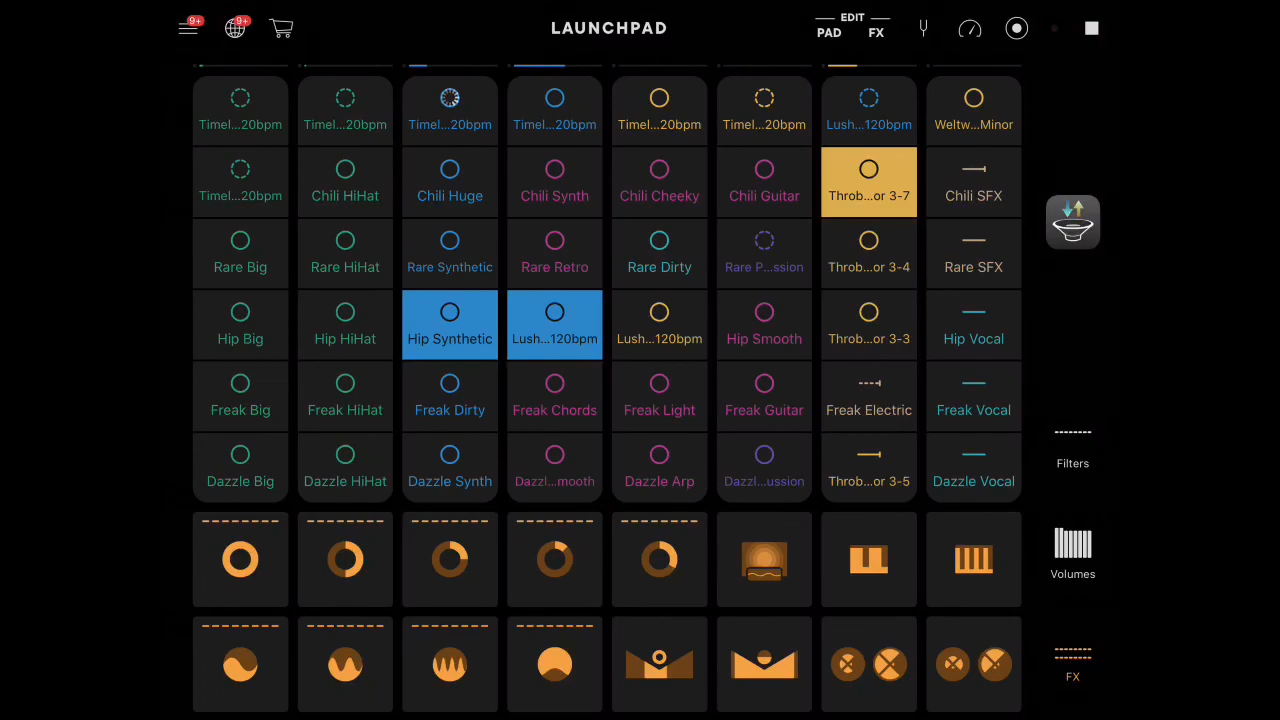 9+
9+
LAUNCHPAD
EDIT
PAD FX
Timel...20bpm Timel...20bpm Timel...20bpm Timel...20bpm Timel...20bpm Timel...20bpm Lush...120bpm Weltw...Minor
Timel...20bpm Chili HiHat Chili Huge Chili Synth Chili Cheeky Chili Guitar Throb...or 3-7 Chili SFX
Rare Big Rare HiHat Rare Synthetic Rare Retro Rare Dirty Rare P...ssion Throb...or 3-4 Rare SFX
Hip Big Hip HiHat Hip Synthetic Lush...120bpm Lush...120bpm Hip Smooth Throb...or 3-3 Hip Vocal
Freak Big Freak HiHat Freak Dirty Freak Chords Freak Light Freak Guitar Freak Electric Freak Vocal
Filters
Dazzle Big Dazzle HiHat Dazzle Synth Dazzl...mooth Dazzle Arp Dazzl...ussion Throb...or 3-5 Dazzle Vocal
Volumes
FX